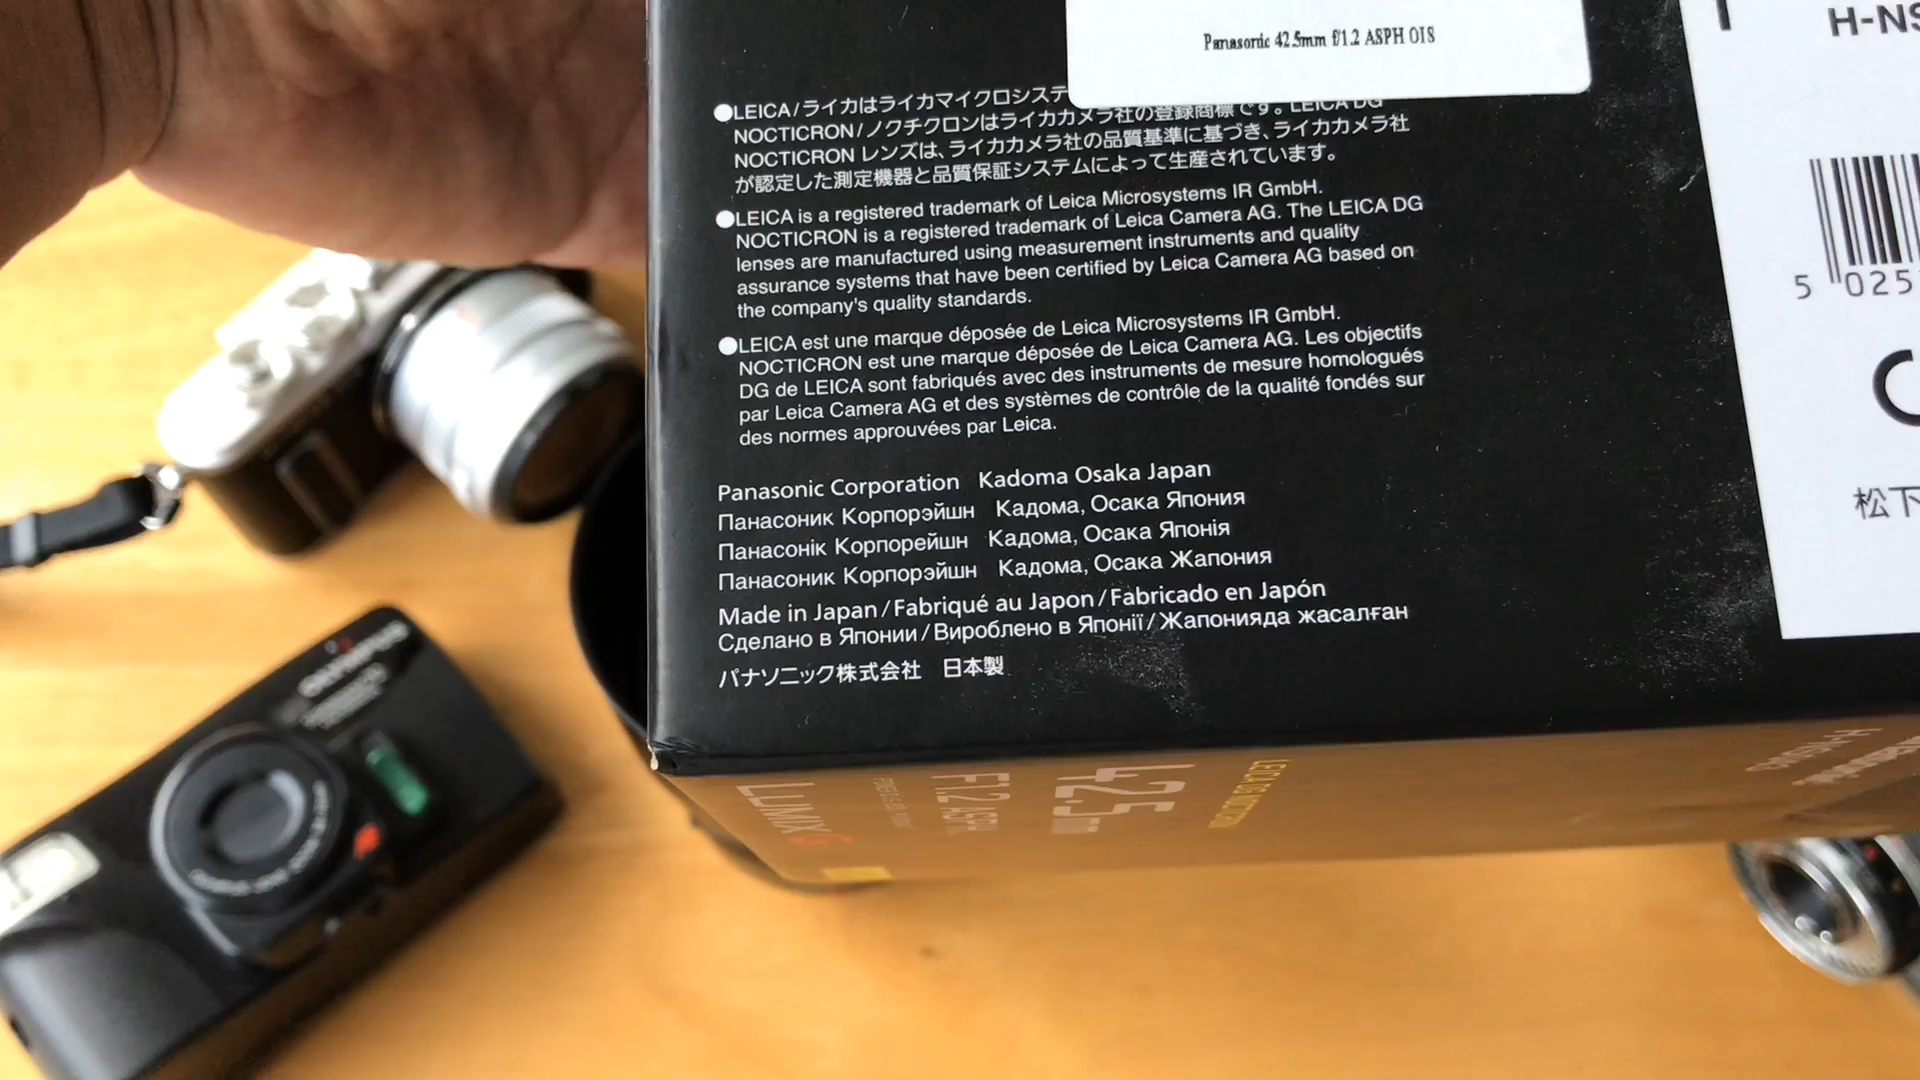 Panasonic 42.5mm f/1.2 ASPH OIS
●LEICA/ライカはライカマイクロシステ
NOCTICRON/ノクチクロンはライカカメラ社の登録商標です。LEICA DG
NOCTICRON レンズは、ライカカメラ社の品質基準に基づき、ライカカメラ社
が認定した測定機器と品質保証システムによって生産されています。
●LEICA is a registered trademark of Leica Microsystems IR GmbH.
NOCTICRON is a registered trademark of Leica Camera AG. The LEICA DG
lenses are manufactured using measurement instruments and quality
assurance systems that have been certified by Leica Camera AG based on
the company's quality standards.
●LEICA est une marque déposée de Leica Microsystems IR GmbH.
NOCTICRON est une marque déposée de Leica Camera AG. Les objectifs
DG de LEICA sont fabriqués avec des instruments de mesure homologués
par Leica Camera AG et des systèmes de contrôle de la qualité fondés sur
des normes approuvées par Leica.
Panasonic Corporation Kadoma Osaka Japan
Панасоник Корпорэйшн Кадома, Осака Япония
Панасонік Корпорейшн Кадома, Осака Японія
Панасоник Корпорэйшн Кадома, Осака Жапония
Made in Japan/Fabriqué au Japon/Fabricado en Japón
Сделано в Японии/Вироблено в Японії/Жапонияда жасалған
パナソニック株式会社 日本製
H-NS
5 025
松下
LUMIX G
F1.2 ASPH.
42.5mm
LEICA DG NOCTICRON
OLYMPUS